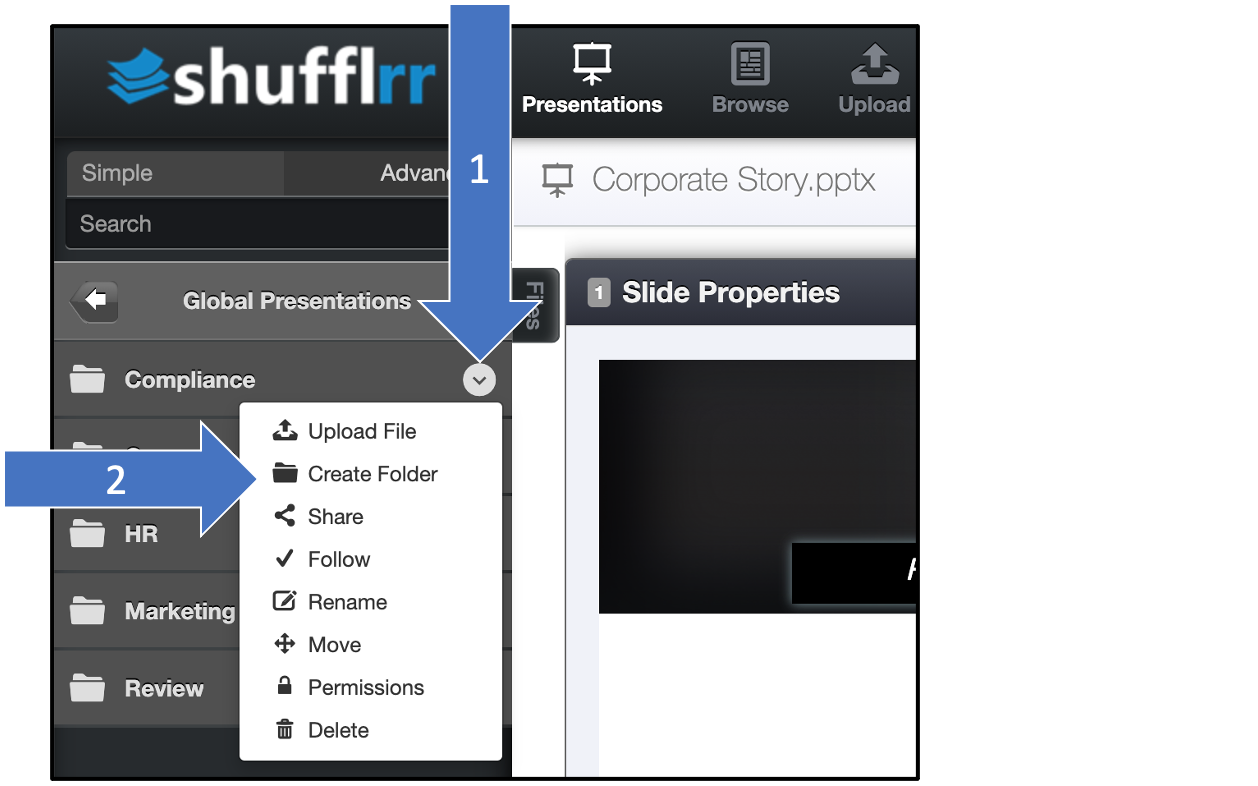 shufflrr
Presentations
Browse
Upload
1
Simple
Search
Corporate Story.pptx
Global Presentations
Files
1
Slide Properties
Compliance
Upload File
2
Create Folder
Share
HR
Follow
Rename
Marketing
Move
Review
Permissions
Delete